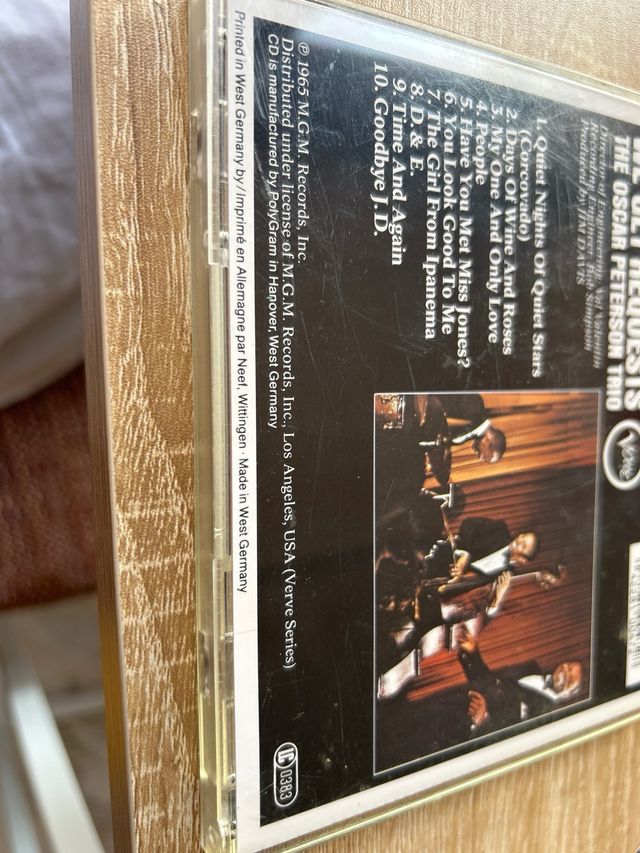 THE OSCAR PETERSON TRIO
Verve
Produced by JIM DAVIS
1. Quiet Nights Of Quiet Stars
(Corcovado)
2. Days Of Wine And Roses
3. My One And Only Love
4. People
5. Have You Met Miss Jones?
6. You Look Good To Me
7. The Girl From Ipanema
8. D. & E.
9. Time And Again
10. Goodbye J.D.
℗ 1965 M.G.M. Records, Inc.
Distributed under license of M.G.M. Records, Inc., Los Angeles, USA (Verve Series)
CD is manufactured by PolyGram in Hanover, West Germany
LC 0383
Printed in West Germany by/Imprimé en Allemagne par Neef, Wittingen · Made in West Germany